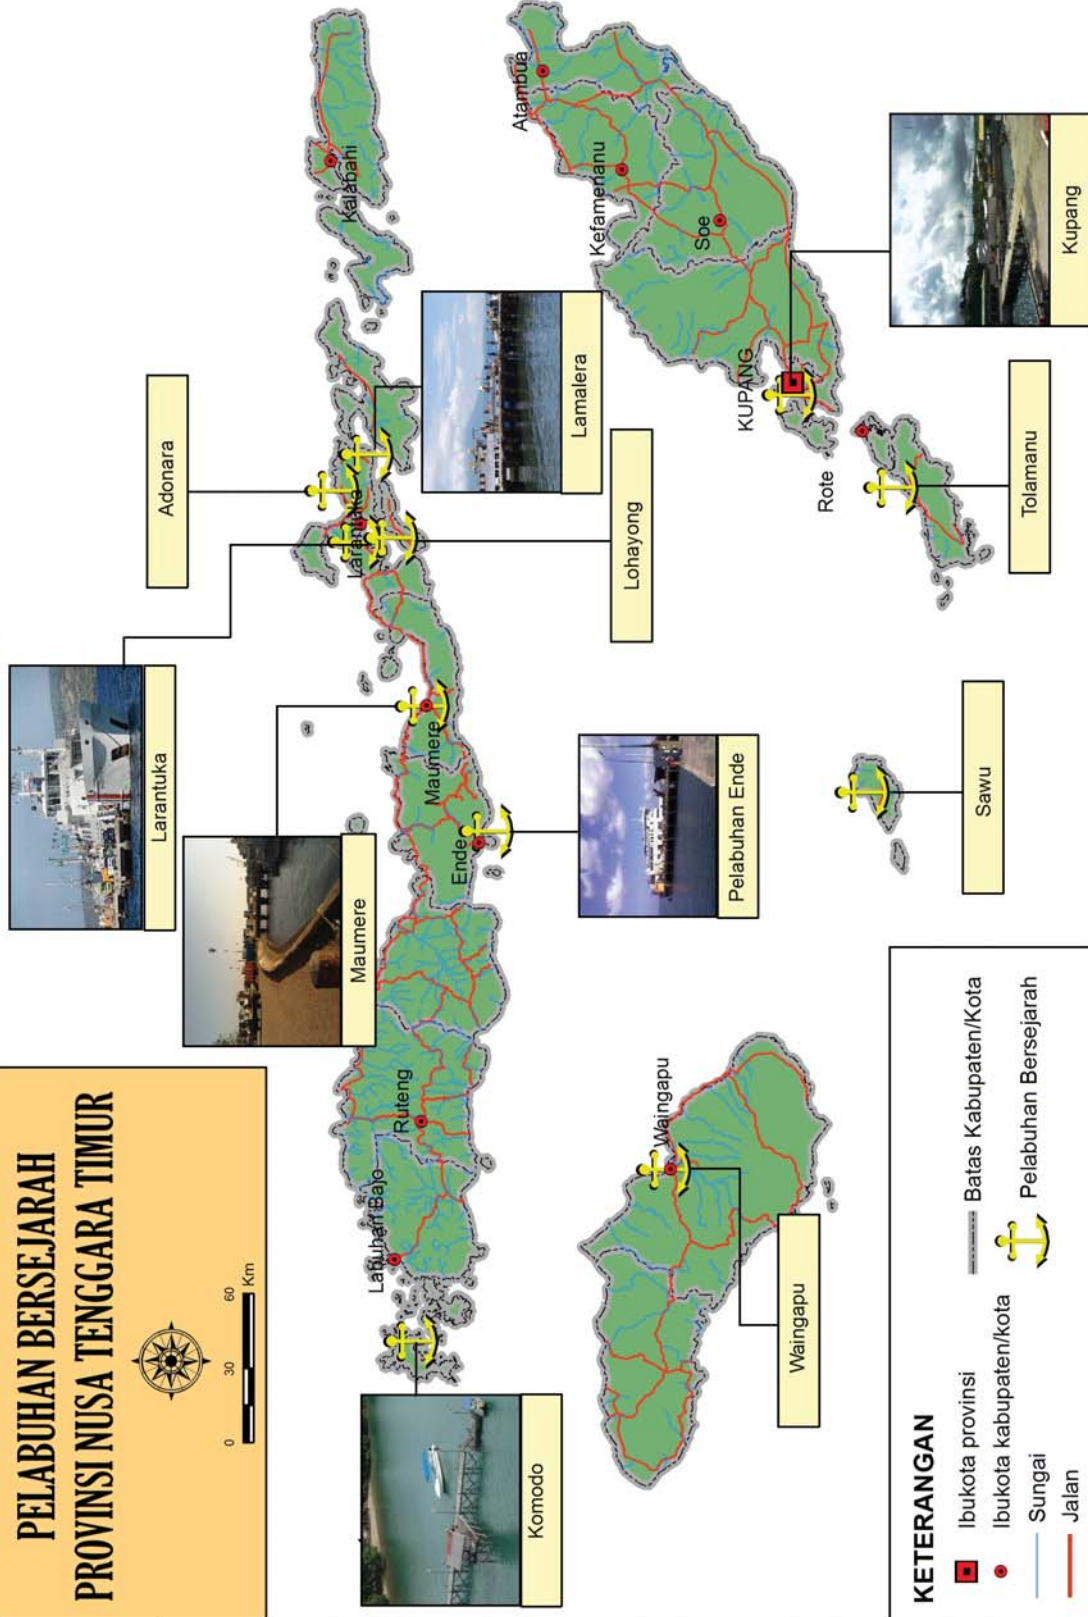 PELABUHAN BERSEJARAH
PROVINSI NUSA TENGGARA TIMUR
0 30 60 Km
Larantuka
Adonara
Maumere
Kalabahi
Larantuka
Lamalera
Labuhan Bajo
Ruteng
Maumere
Ende
Komodo
Pelabuhan Ende
Lohayong
Atambua
Kefamenanu
Soe
KUPANG
Rote
Waingapu
Waingapu
Sawu
Tolamanu
Kupang
KETERANGAN
Ibukota provinsi
Ibukota kabupaten/kota
Sungai
Jalan
Batas Kabupaten/Kota
Pelabuhan Bersejarah